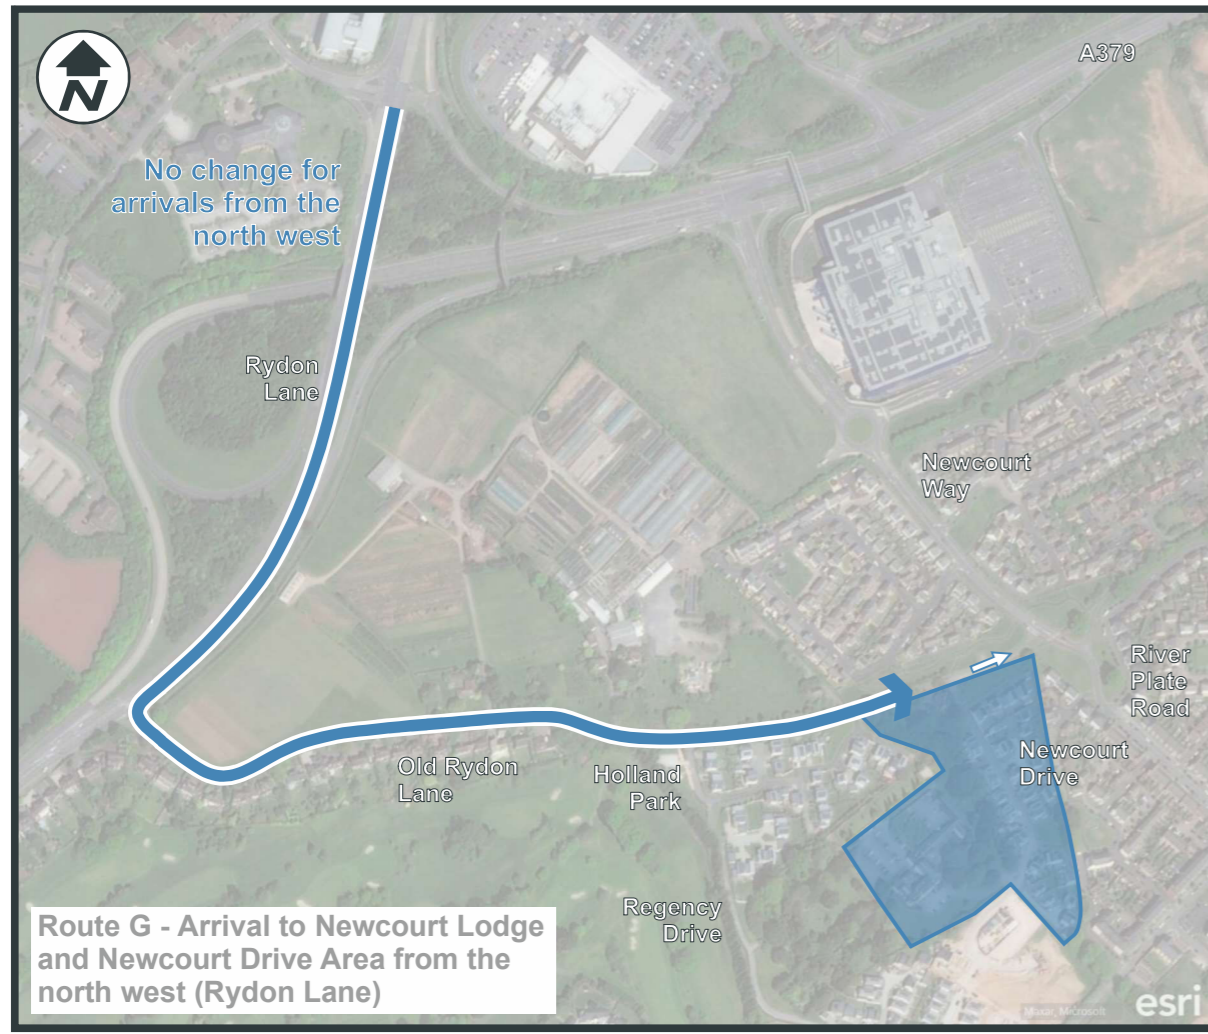 A379
N
No change for
arrivals from the
north west
Rydon
Lane
Newcourt
Way
River
Plate
Road
Newcourt
Drive
Old Rydon
Lane
Holland
Park
Regency
Drive
Route G - Arrival to Newcourt Lodge
and Newcourt Drive Area from the
north west (Rydon Lane)
Maxar, Microsoft
esri